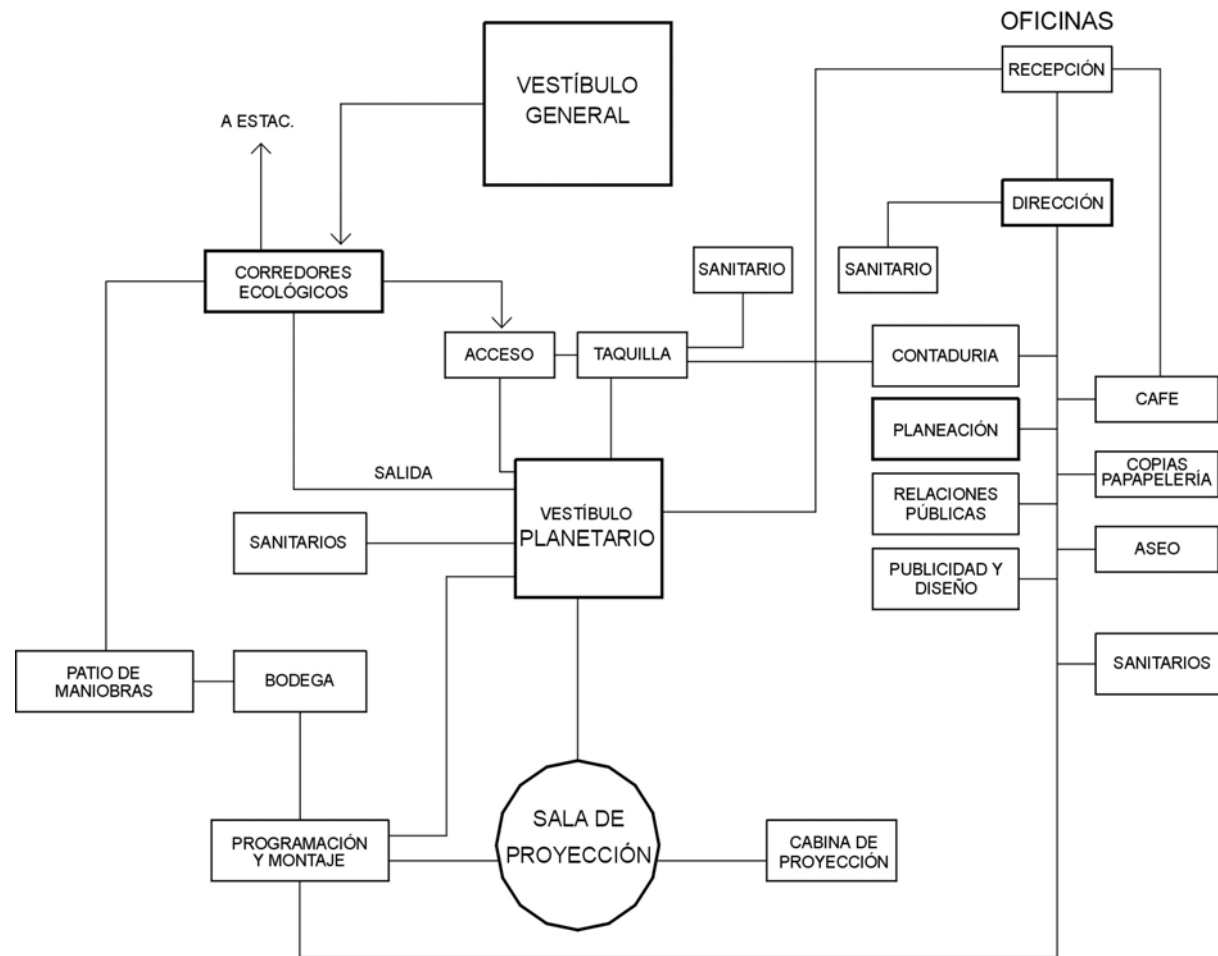 OFICINAS
RECEPCIÓN
VESTÍBULO
GENERAL
A ESTAC.
DIRECCIÓN
CORREDORES
ECOLÓGICOS
SANITARIO
SANITARIO
ACCESO
TAQUILLA
CONTADURIA
CAFE
PLANEACIÓN
SALIDA
COPIAS
PAPAPELERÍA
RELACIONES
PÚBLICAS
VESTÍBULO
PLANETARIO
SANITARIOS
ASEO
PUBLICIDAD Y
DISEÑO
PATIO DE
MANIOBRAS
BODEGA
SANITARIOS
SALA DE
PROYECCIÓN
PROGRAMACIÓN
Y MONTAJE
CABINA DE
PROYECCIÓN